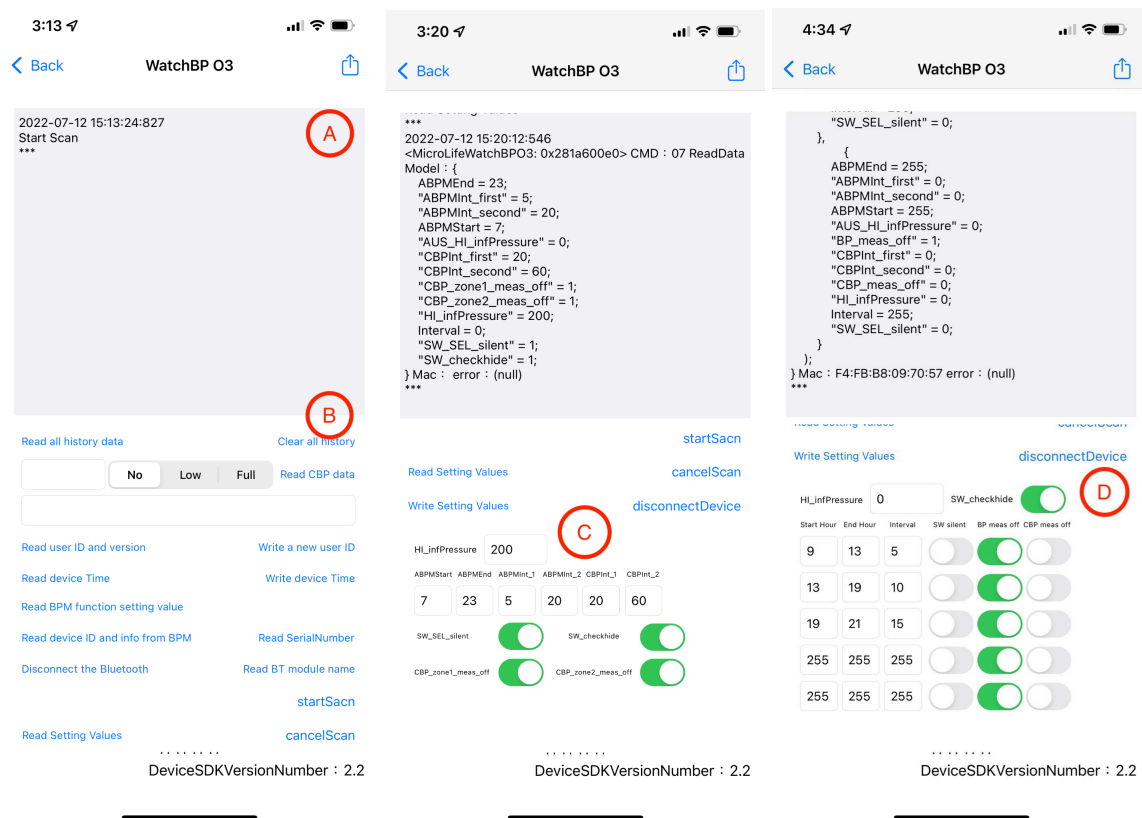 3:13
Back
WatchBP O3
2022-07-12 15:13:24:827
Start Scan
***
A
B
Read all history data
Clear all history
No
Low
Full
Read CBP data
Read user ID and version
Write a new user ID
Read device Time
Write device Time
Read BPM function setting value
Read device ID and info from BPM
Read SerialNumber
Disconnect the Bluetooth
Read BT module name
startSacn
Read Setting Values
cancelScan
DeviceSDKVersionNumber：2.2
3:20
Back
WatchBP O3
***
2022-07-12 15:20:12:546
<MicroLifeWatchBPO3: 0x281a600e0> CMD：07 ReadData
Model：{
ABPMEnd = 23;
"ABPMInt_first" = 5;
"ABPMInt_second" = 20;
ABPMStart = 7;
"AUS_HI_infPressure" = 0;
"CBPInt_first" = 20;
"CBPInt_second" = 60;
"CBP_zone1_meas_off" = 1;
"CBP_zone2_meas_off" = 1;
"HI_infPressure" = 200;
Interval = 0;
"SW_SEL_silent" = 1;
"SW_checkhide" = 1;
} Mac： error：(null)
***
startSacn
Read Setting Values
cancelScan
Write Setting Values
disconnectDevice
C
HI_infPressure
200
ABPMStart ABPMEnd ABPMInt_1 ABPMInt_2 CBPInt_1 CBPInt_2
7 23 5 20 20 60
SW_SEL_silent
SW_checkhide
CBP_zone1_meas_off
CBP_zone2_meas_off
DeviceSDKVersionNumber：2.2
4:34
Back
WatchBP O3
"SW_SEL_silent" = 0;
},
{
ABPMEnd = 255;
"ABPMInt_first" = 0;
"ABPMInt_second" = 0;
ABPMStart = 255;
"AUS_HI_infPressure" = 0;
"BP_meas_off" = 1;
"CBPInt_first" = 0;
"CBPInt_second" = 0;
"CBP_meas_off" = 0;
"HI_infPressure" = 0;
Interval = 255;
"SW_SEL_silent" = 0;
}
);
} Mac：F4:FB:B8:09:70:57 error：(null)
***
Write Setting Values
disconnectDevice
D
HI_infPressure
0
SW_checkhide
Start Hour End Hour Interval SW silent BP meas off CBP meas off
9 13 5
13 19 10
19 21 15
255 255 255
255 255 255
DeviceSDKVersionNumber：2.2